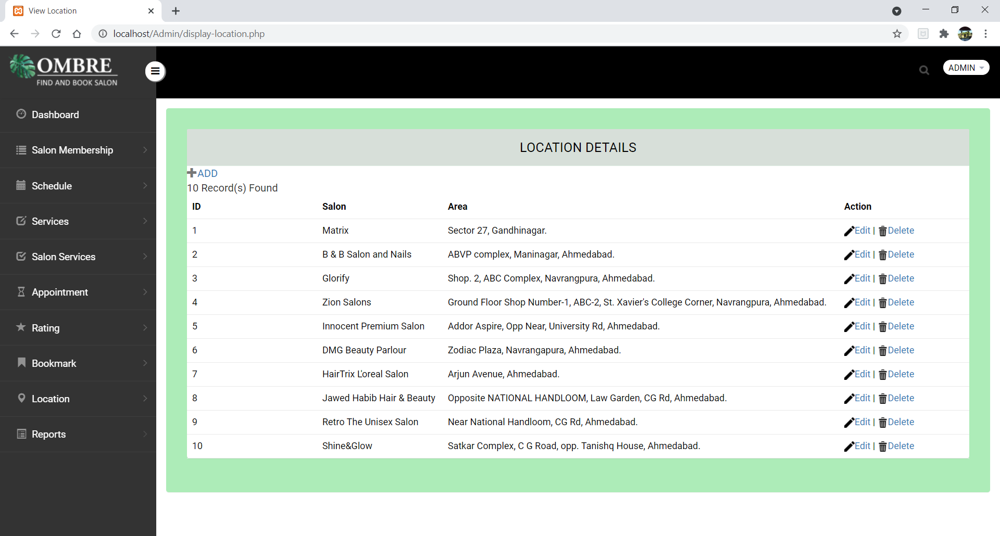 View Location
localhost/Admin/display-location.php
OMBRE
FIND AND BOOK SALON
ADMIN
Dashboard
Salon Membership
Schedule
Services
Salon Services
Appointment
Rating
Bookmark
Location
Reports
LOCATION DETAILS
ADD
10 Record(s) Found
ID Salon Area Action
1 Matrix Sector 27, Gandhinagar. Edit | Delete
2 B & B Salon and Nails ABVP complex, Maninagar, Ahmedabad. Edit | Delete
3 Glorify Shop. 2, ABC Complex, Navrangpura, Ahmedabad. Edit | Delete
4 Zion Salons Ground Floor Shop Number-1, ABC-2, St. Xavier's College Corner, Navrangpura, Ahmedabad. Edit | Delete
5 Innocent Premium Salon Addor Aspire, Opp Near, University Rd, Ahmedabad. Edit | Delete
6 DMG Beauty Parlour Zodiac Plaza, Navrangapura, Ahmedabad. Edit | Delete
7 HairTrix L'oreal Salon Arjun Avenue, Ahmedabad. Edit | Delete
8 Jawed Habib Hair & Beauty Opposite NATIONAL HANDLOOM, Law Garden, CG Rd, Ahmedabad. Edit | Delete
9 Retro The Unisex Salon Near National Handloom, CG Rd, Ahmedabad. Edit | Delete
10 Shine&Glow Satkar Complex, C G Road, opp. Tanishq House, Ahmedabad. Edit | Delete